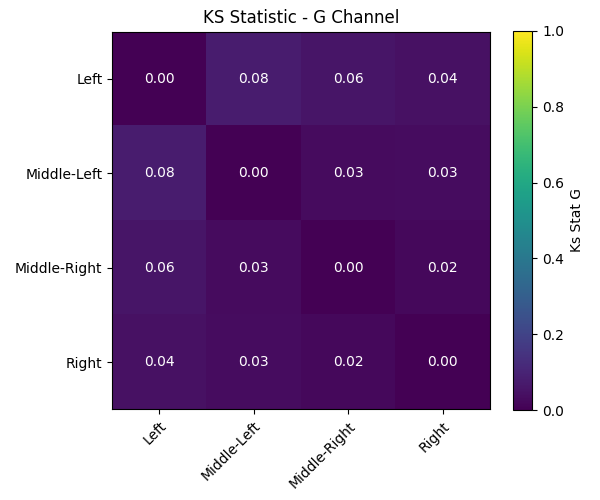 KS Statistic - G Channel
Left 0.00 0.08 0.06 0.04
Middle-Left 0.08 0.00 0.03 0.03
Middle-Right 0.06 0.03 0.00 0.02
Right 0.04 0.03 0.02 0.00
Left Middle-Left Middle-Right Right
1.0
0.8
0.6
0.4
0.2
0.0
Ks Stat G